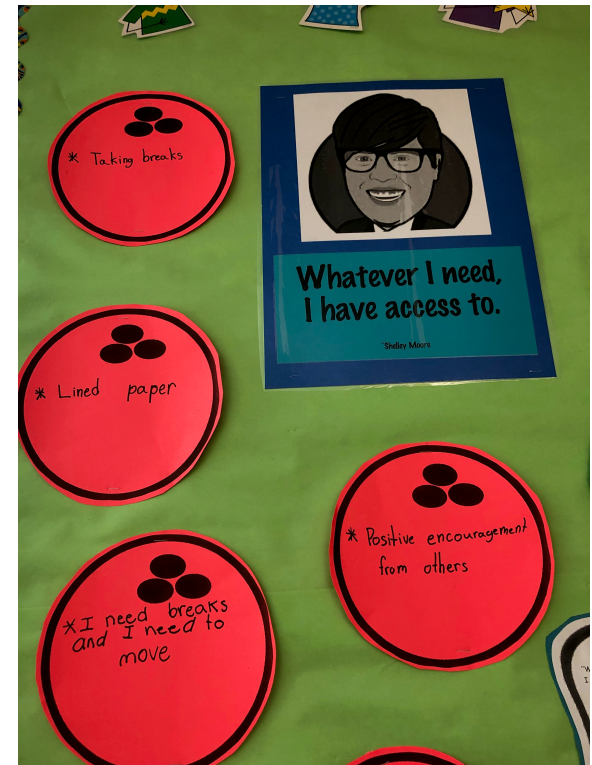 * Taking breaks
Whatever I need,
I have access to.
~Shelley Moore
* Lined paper
* Positive encouragement
from others
*I need breaks
and I need to
move